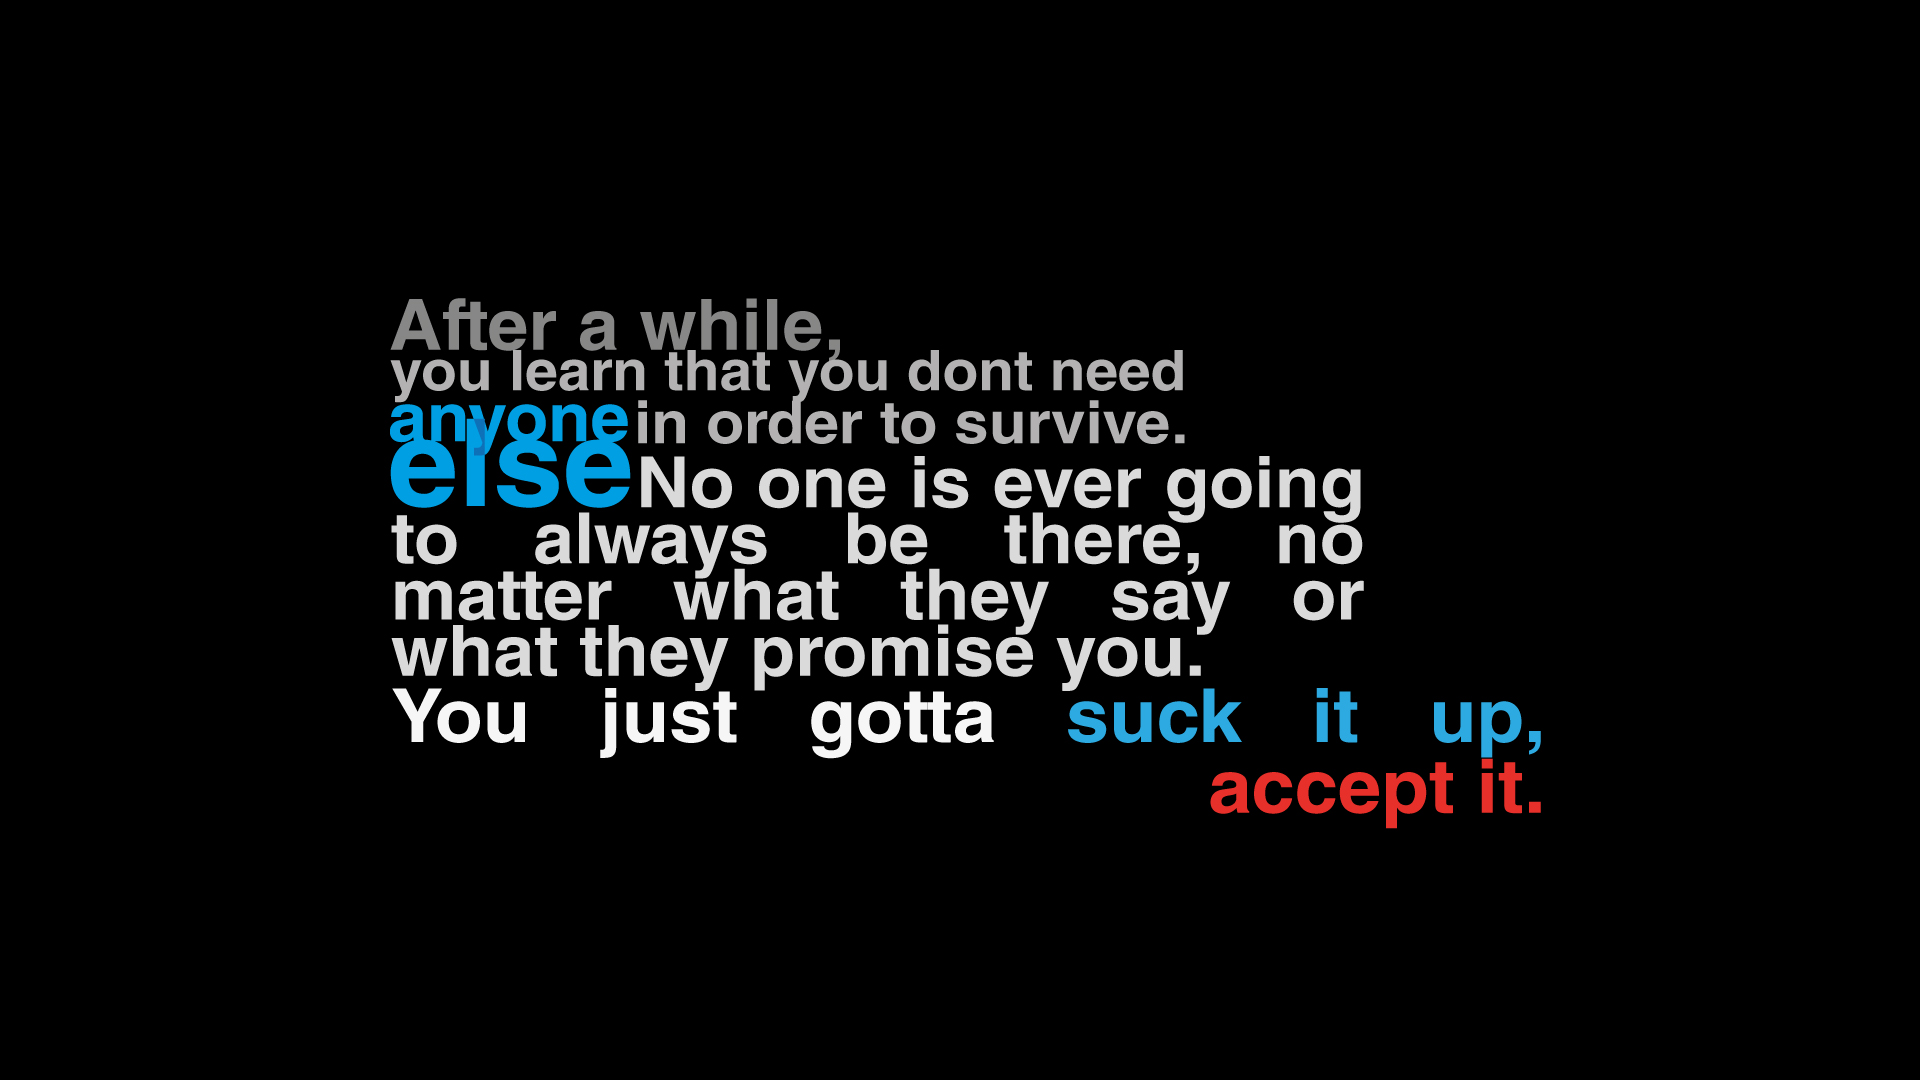 After a while,
you learn that you dont need
anyone in order to survive.
else No one is ever going
to always be there, no
matter what they say or
what they promise you.
You just gotta suck it up,
accept it.